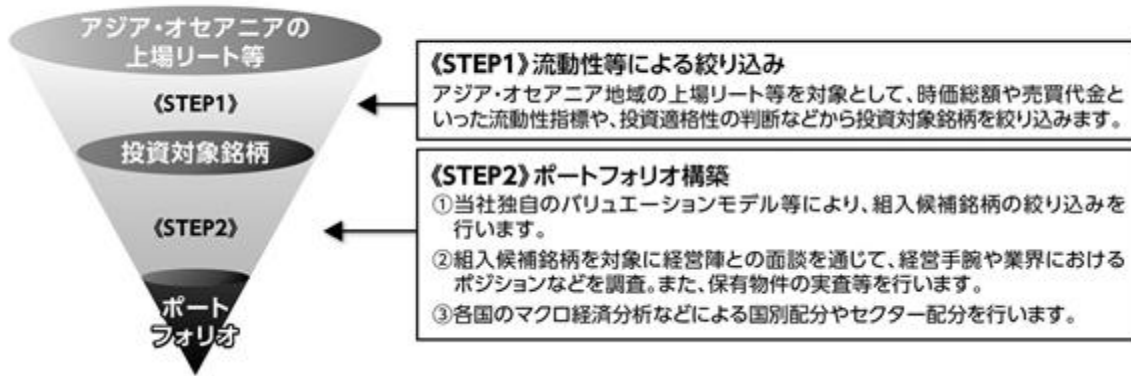 アジア・オセアニアの
上場リート等
《STEP1》
投資対象銘柄
《STEP2》
ポート
フォリオ
《STEP1》流動性等による絞り込み
アジア・オセアニア地域の上場リート等を対象として、時価総額や売買代金と
いった流動性指標や、投資適格性の判断などから投資対象銘柄を絞り込みます。
《STEP2》ポートフォリオ構築
①当社独自のバリュエーションモデル等により、組入候補銘柄の絞り込みを
行います。
②組入候補銘柄を対象に経営陣との面談を通じて、経営手腕や業界における
ポジションなどを調査。また、保有物件の実査等を行います。
③各国のマクロ経済分析などによる国別配分やセクター配分を行います。